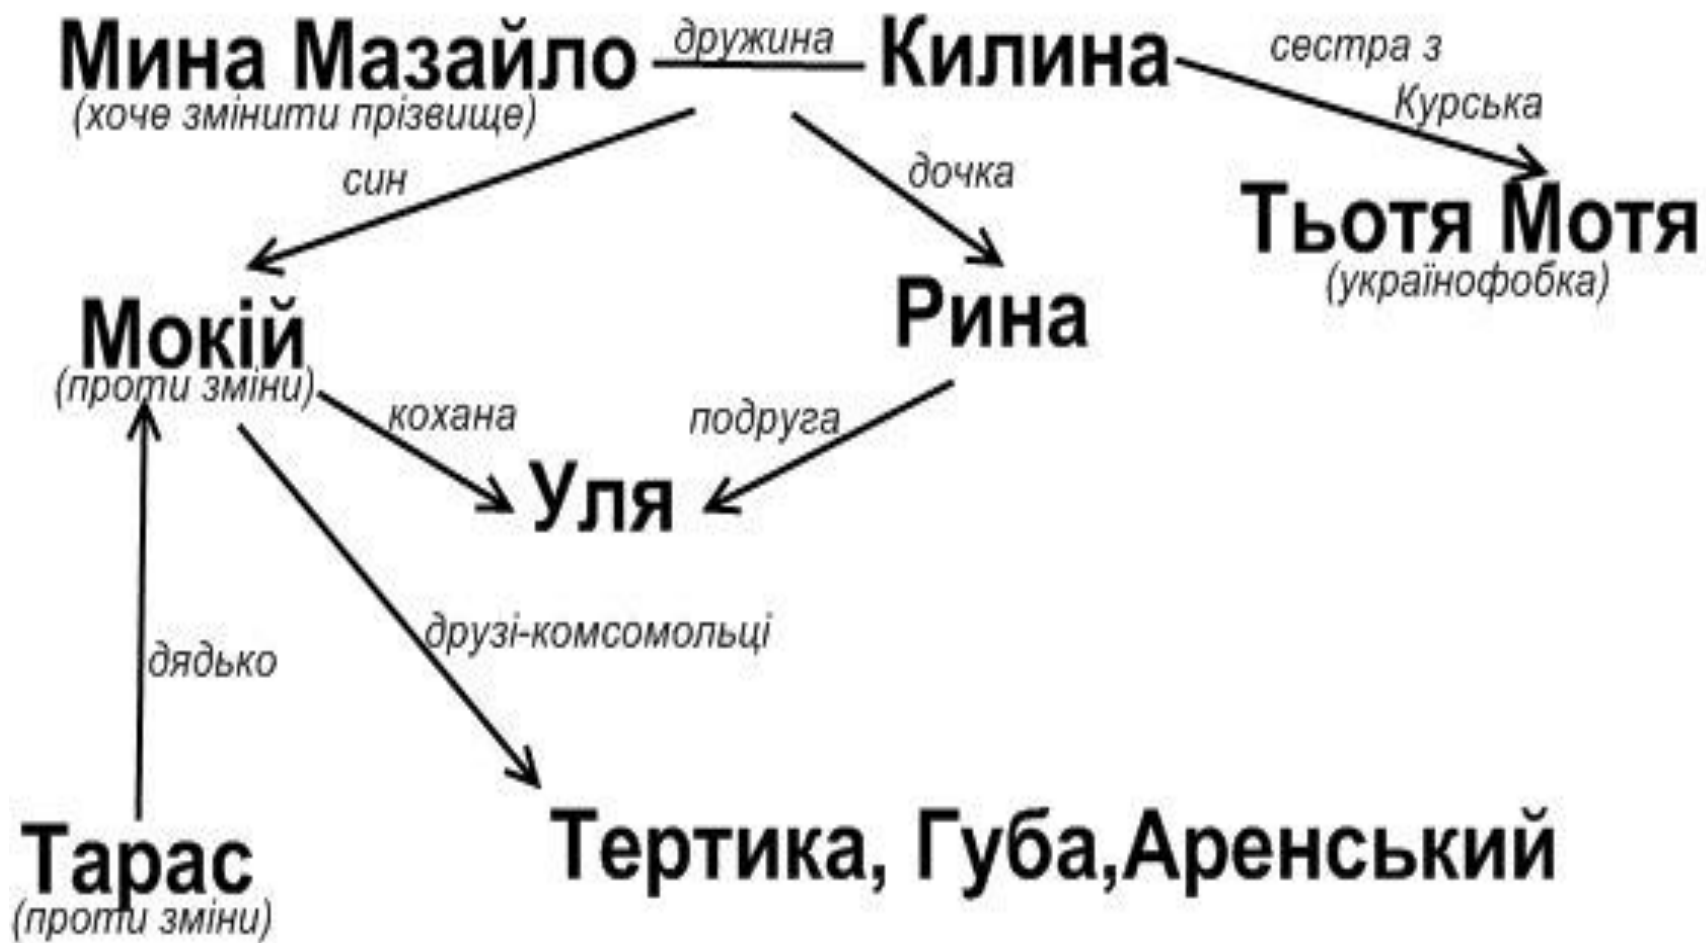 Мина Мазайло
дружина
Килина
сестра з
Курська
(хоче змінити прізвище)
син
дочка
Тьотя Мотя
(українофобка)
Мокій
(проти зміни)
Рина
кохана
подруга
Уля
друзі-комсомольці
дядько
Тертика, Губа,Аренський
Тарас
(проти зміни)